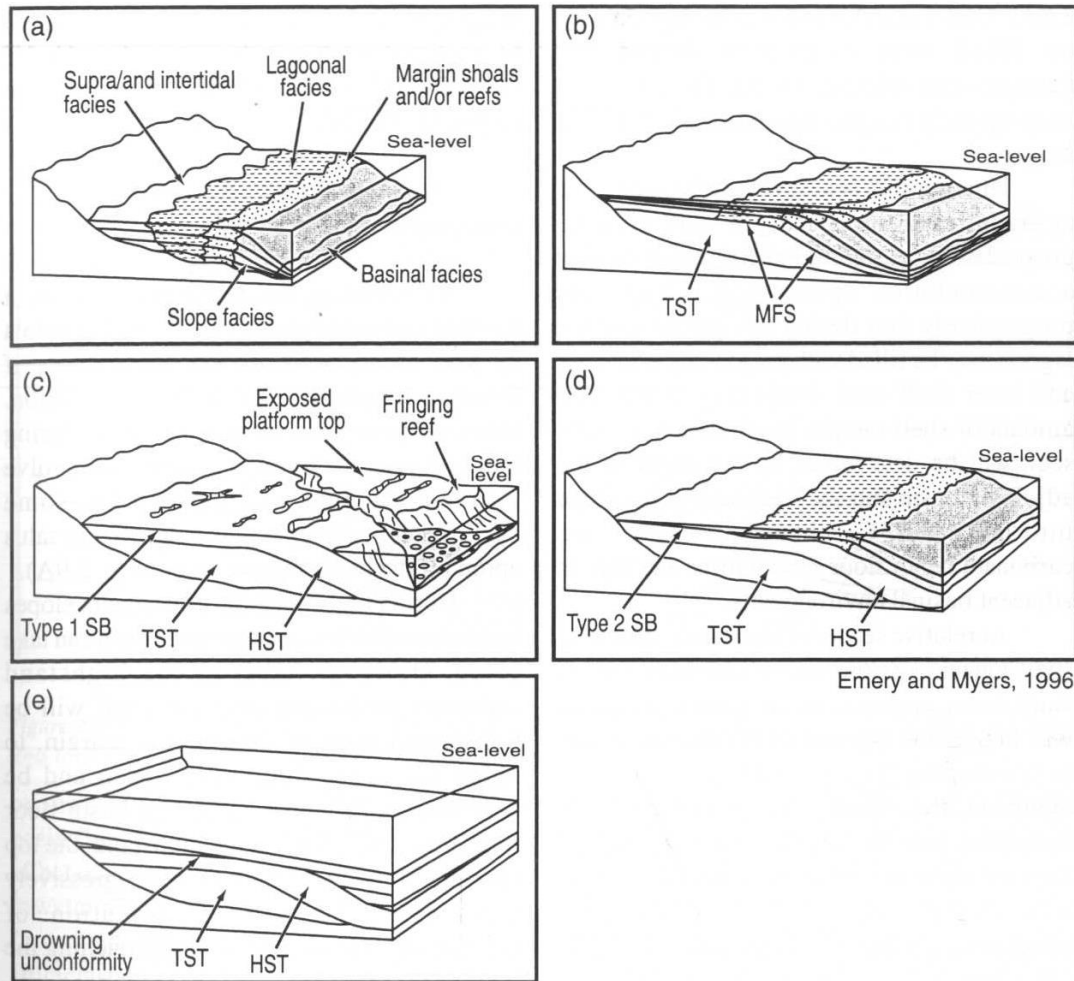 (a)
Supra/and intertidal
facies
Lagoonal
facies
Margin shoals
and/or reefs
Sea-level
Basinal facies
Slope facies
(b)
Sea-level
TST
MFS
(c)
Exposed
platform top
Fringing
reef
Sea-
level
Type 1 SB
TST
HST
(d)
Sea-level
Type 2 SB
TST
HST
Emery and Myers, 1996
(e)
Sea-level
Drowning
unconformity
TST
HST